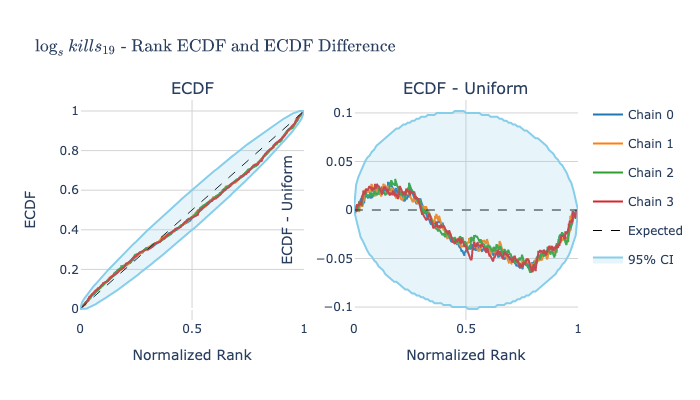 log_s kills_19 - Rank ECDF and ECDF Difference
ECDF
ECDF - Uniform
ECDF
1
0.8
0.6
0.4
0.2
0
0
0.5
1
Normalized Rank
ECDF - Uniform
0.1
0.05
0
−0.05
−0.1
0
0.5
1
Normalized Rank
Chain 0
Chain 1
Chain 2
Chain 3
Expected
95% CI